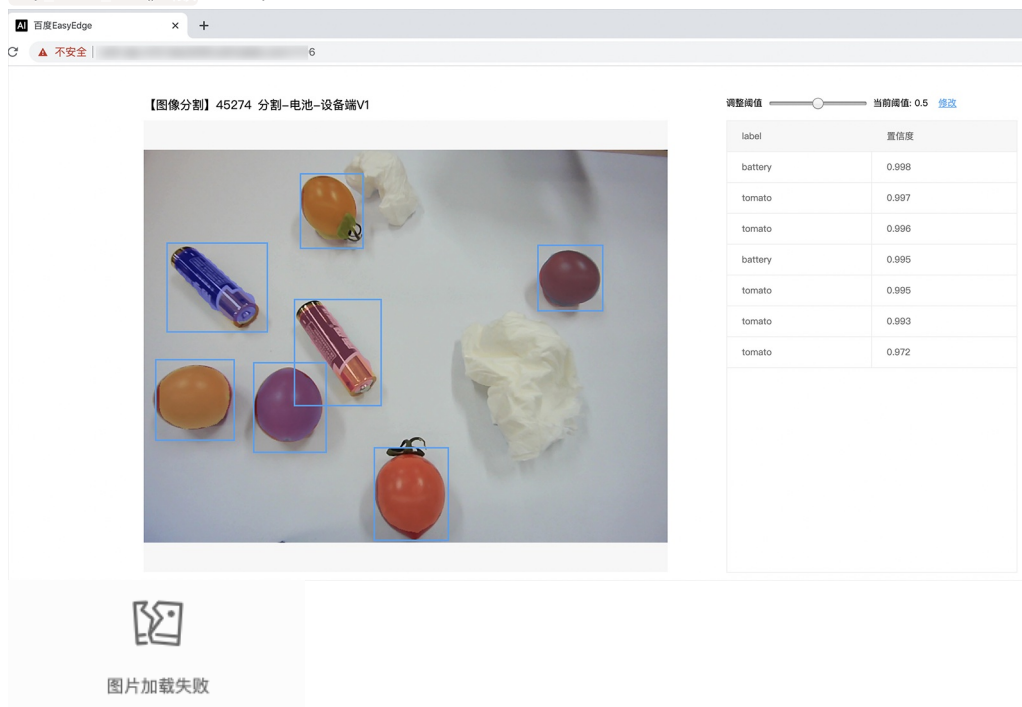 AI 百度EasyEdge × +
不安全 6
【图像分割】45274 分割-电池-设备端V1
调整阈值 当前阈值: 0.5 修改
label 置信度
battery 0.998
tomato 0.997
tomato 0.996
battery 0.995
tomato 0.995
tomato 0.993
tomato 0.972
图片加载失败